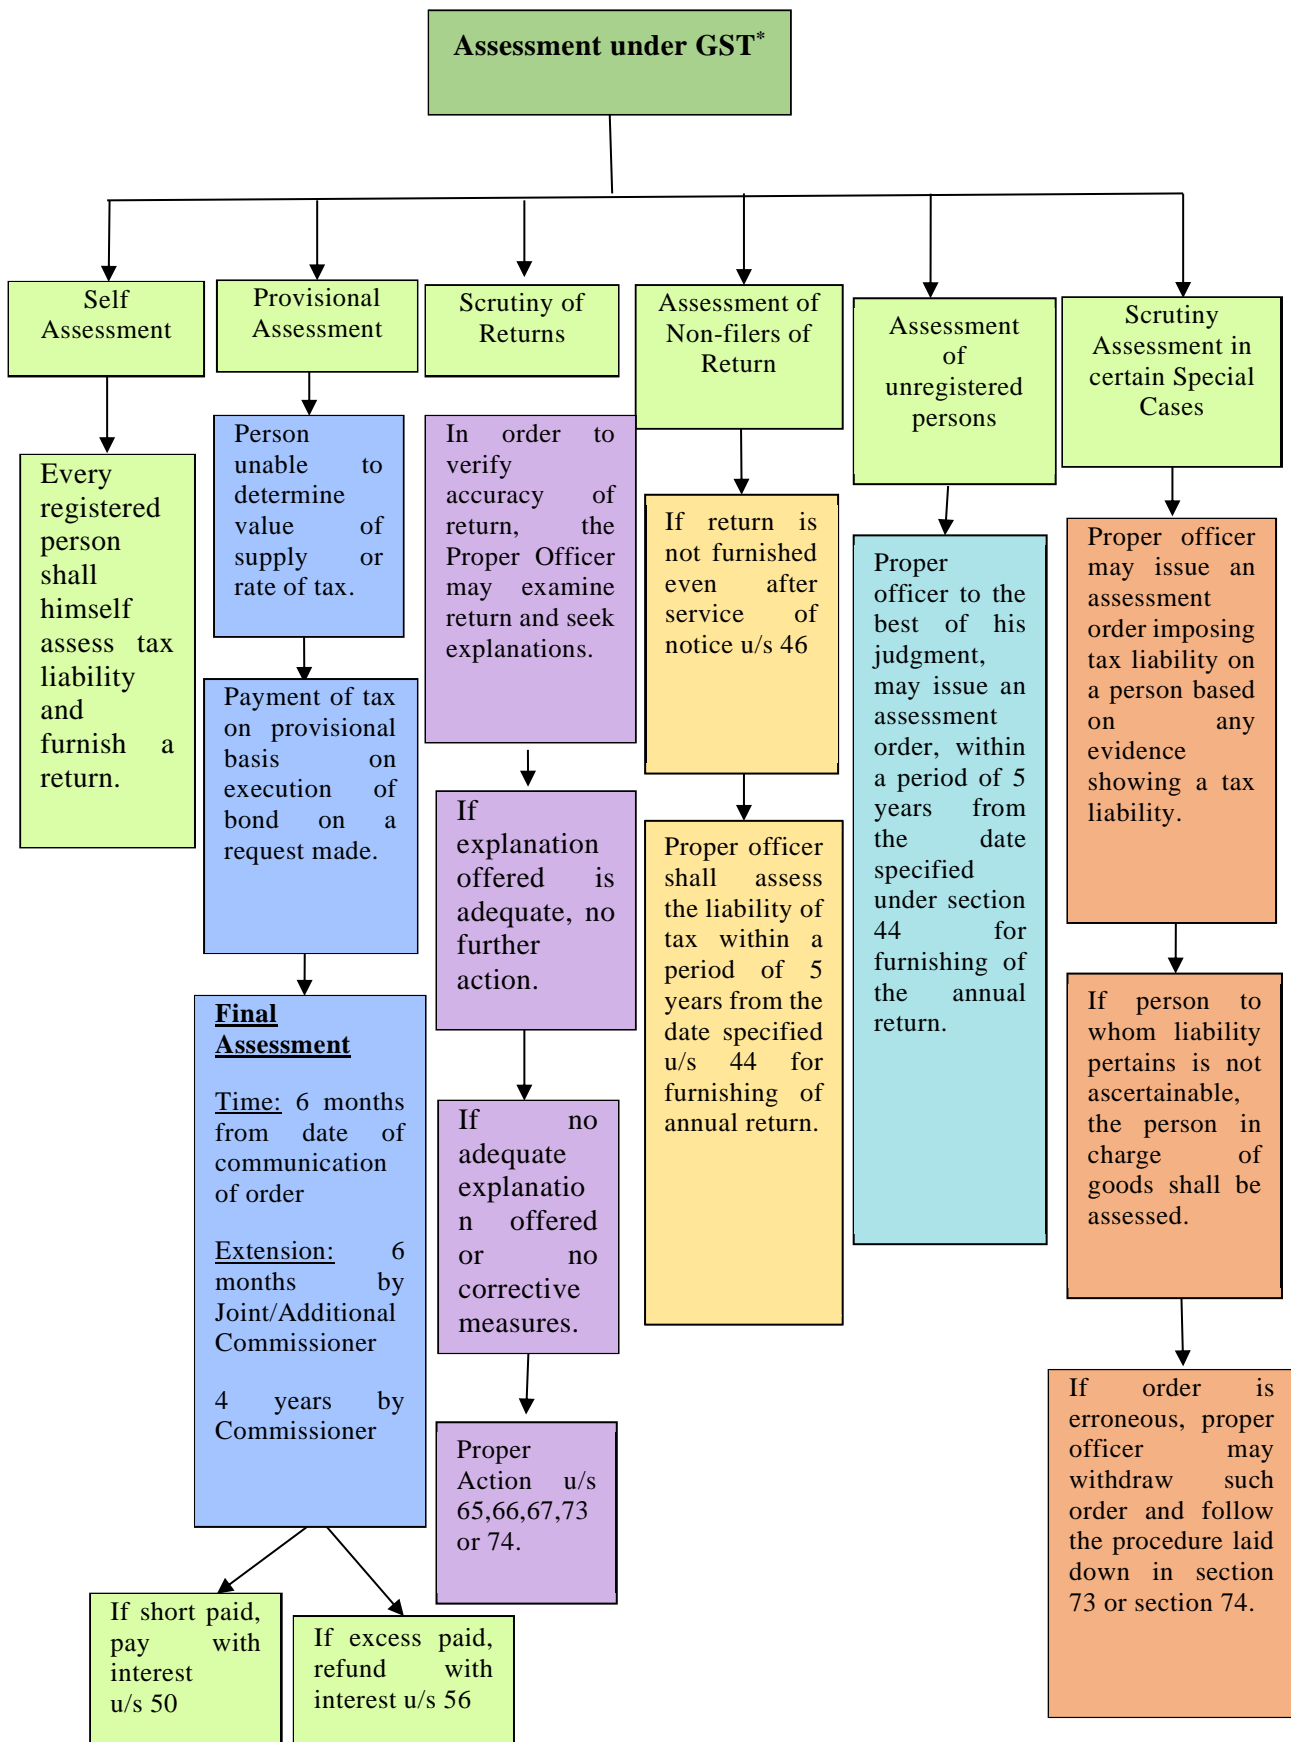 Assessment under GST*
Self
Assessment
Every
registered
person
shall
himself
assess tax
liability
and
furnish a
return.
Provisional
Assessment
Person
unable to
determine
value of
supply or
rate of tax.
Payment of tax
on provisional
basis on
execution of
bond on a
request made.
Final
Assessment
Time: 6 months
from date of
communication
of order
Extension: 6
months by
Joint/Additional
Commissioner
4 years by
Commissioner
If short paid,
pay with
interest
u/s 50
If excess paid,
refund with
interest u/s 56
Scrutiny of
Returns
In order to
verify
accuracy of
return, the
Proper Officer
may examine
return and seek
explanations.
If
explanation
offered is
adequate, no
further
action.
If no
adequate
explanatio
n offered
or no
corrective
measures.
Proper
Action u/s
65,66,67,73
or 74.
Assessment of
Non-filers of
Return
If return is
not furnished
even after
service of
notice u/s 46
Proper officer
shall assess
the liability of
tax within a
period of 5
years from the
date specified
u/s 44 for
furnishing of
annual return.
Assessment
of
unregistered
persons
Proper
officer to the
best of his
judgment,
may issue an
assessment
order, within
a period of 5
years from
the date
specified
under section
44 for
furnishing of
the annual
return.
Scrutiny
Assessment in
certain Special
Cases
Proper officer
may issue an
assessment
order imposing
tax liability on
a person based
on any
evidence
showing a tax
liability.
If person to
whom liability
pertains is not
ascertainable,
the person in
charge of
goods shall be
assessed.
If order is
erroneous, proper
officer may
withdraw such
order and follow
the procedure laid
down in section
73 or section 74.